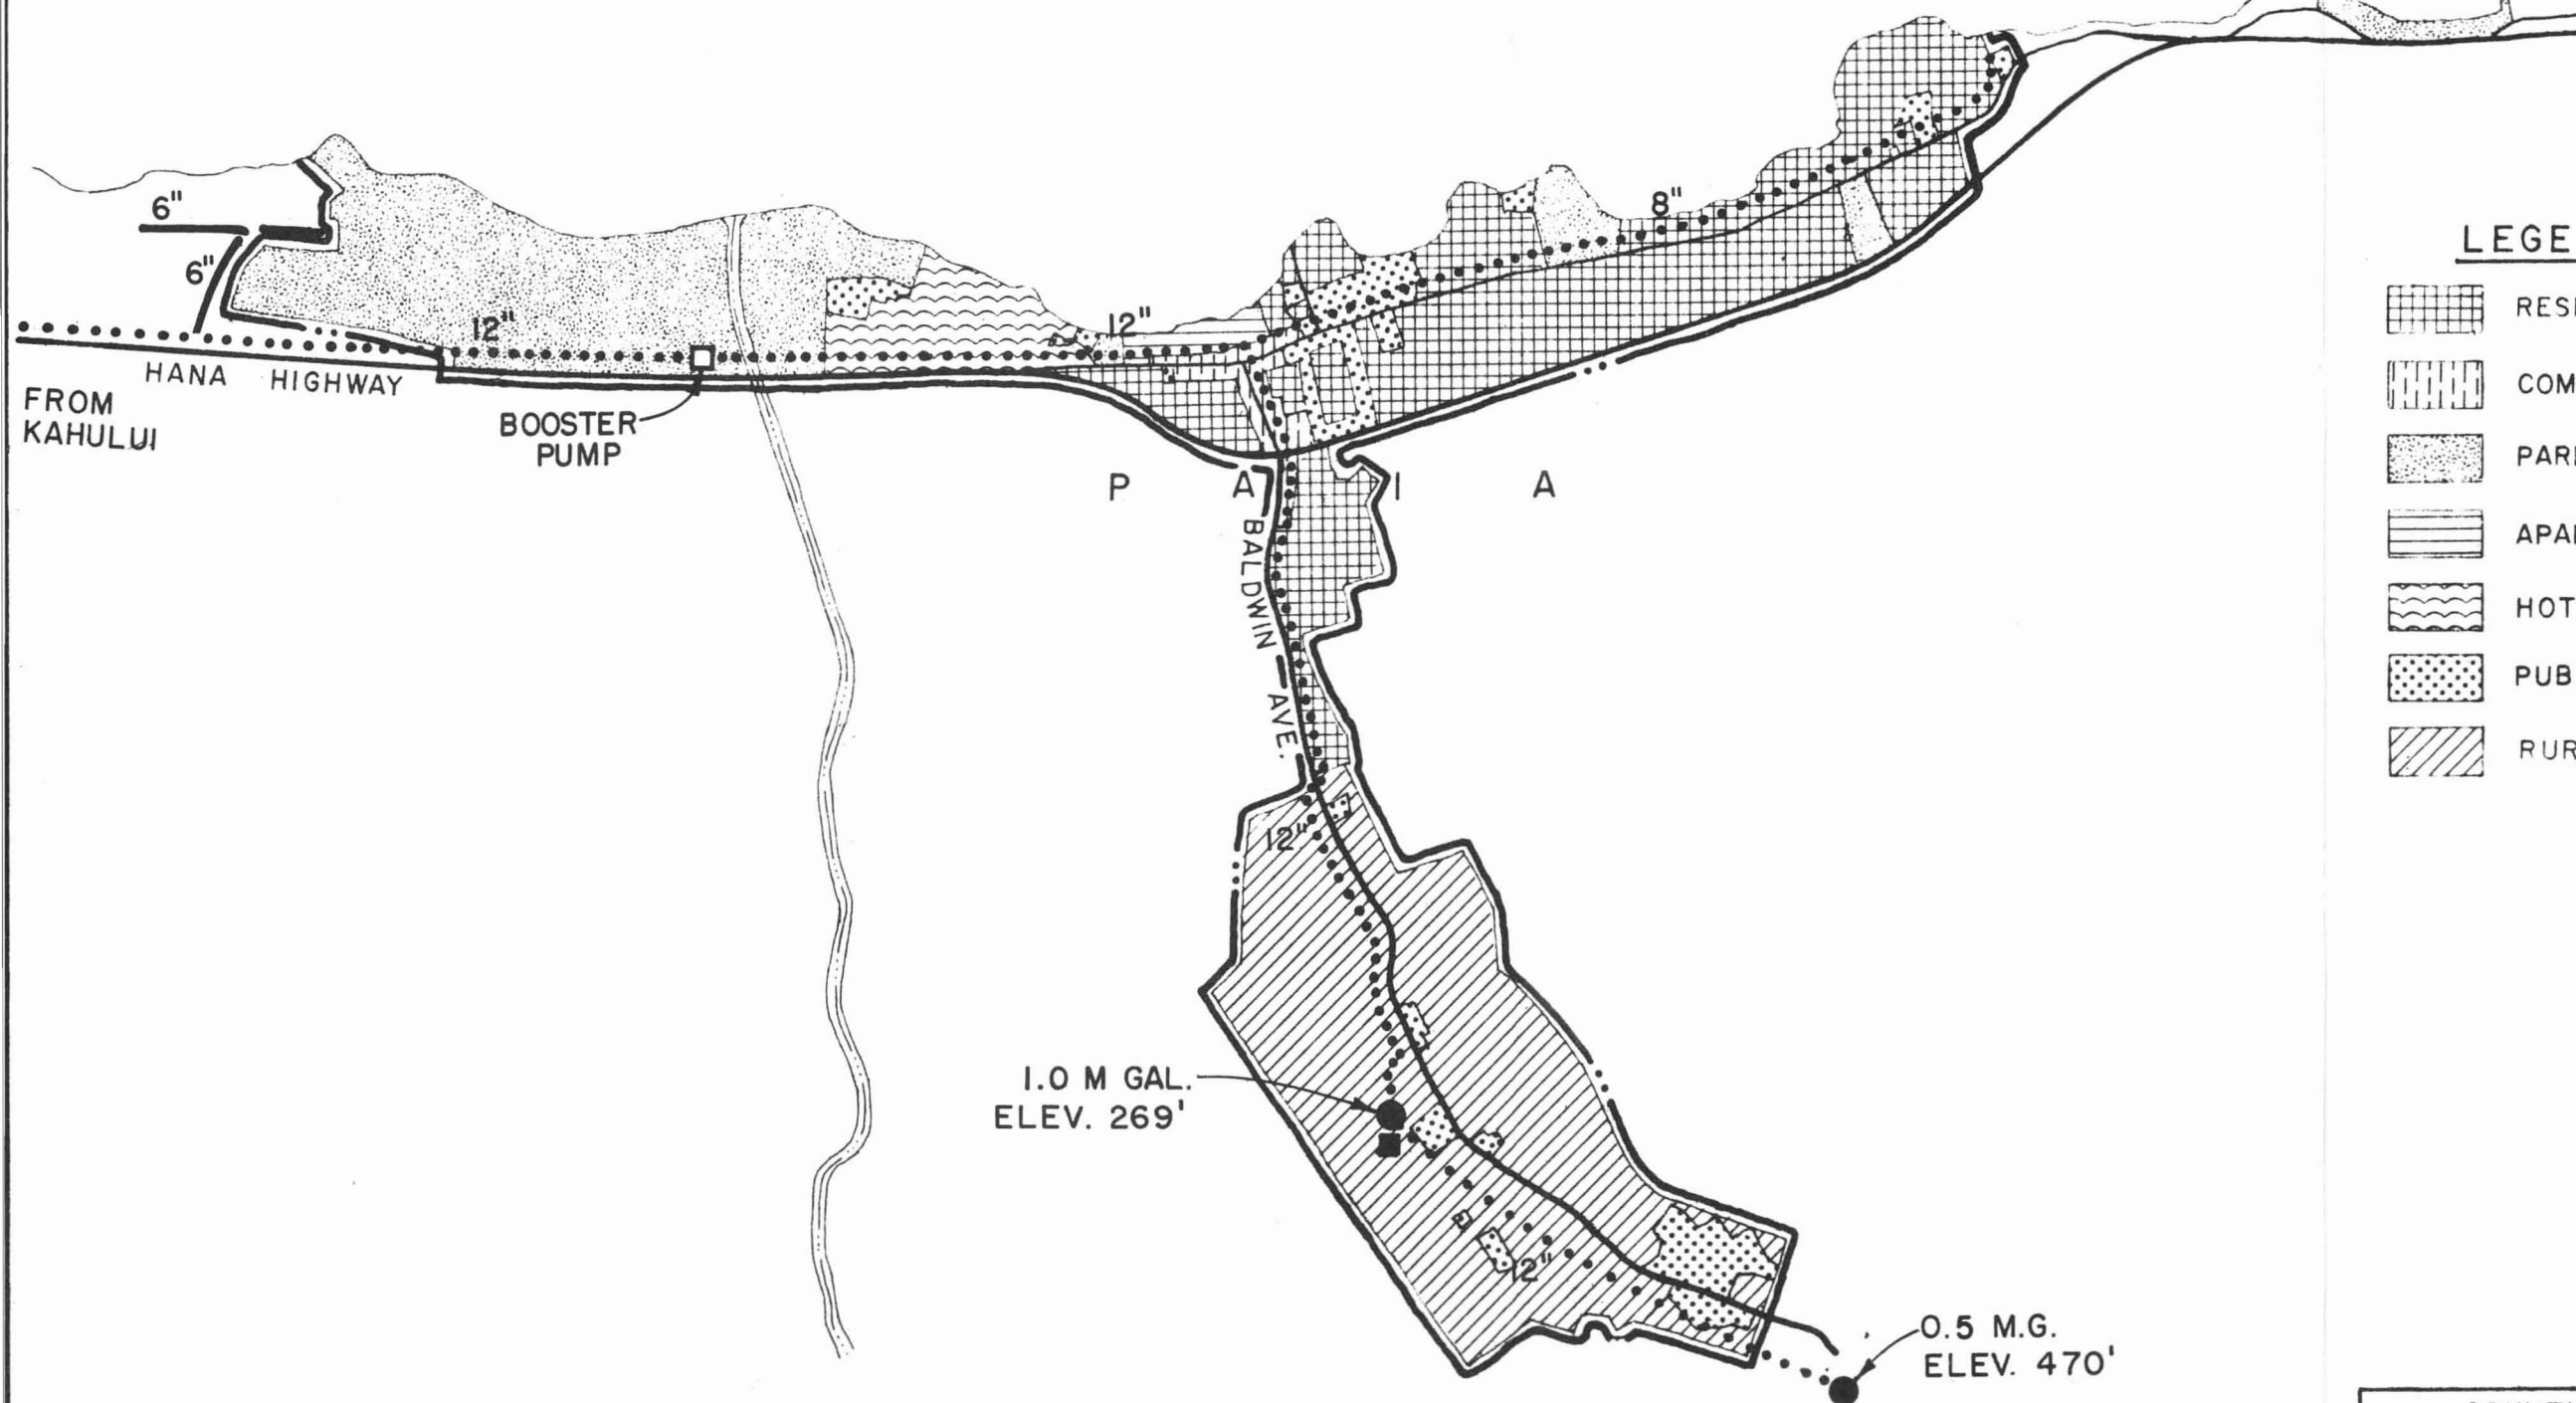 6"
6"
12"
HANA HIGHWAY
FROM
KAHULUI
BOOSTER
PUMP
12"
8"
P A I A
BALDWIN AVE.
12"
1.0 M GAL.
ELEV. 269'
12"
0.5 M.G.
ELEV. 470'
LEGE
RESI
COM
PAR
APA
HOT
PUB
RUR